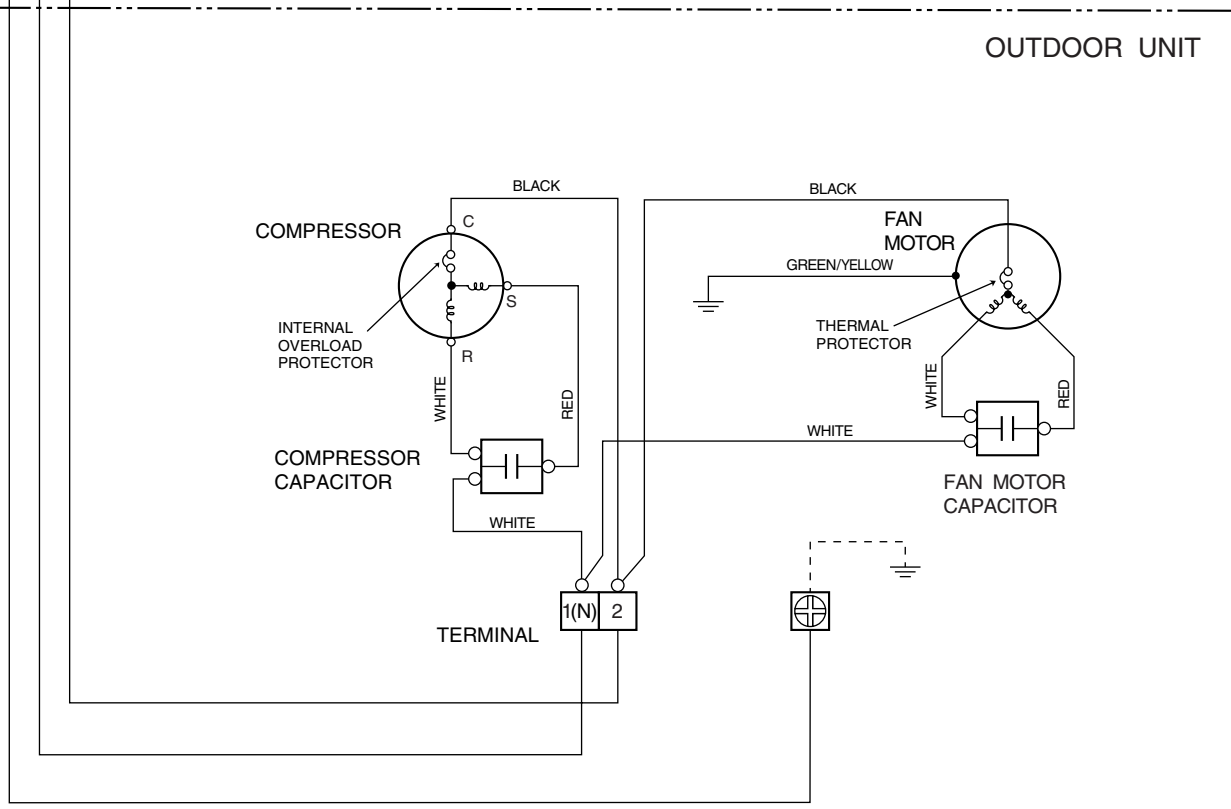 OUTDOOR UNIT
BLACK
BLACK
COMPRESSOR
C
FAN
MOTOR
GREEN/YELLOW
S
INTERNAL
OVERLOAD
PROTECTOR
R
THERMAL
PROTECTOR
WHITE
RED
WHITE
RED
WHITE
COMPRESSOR
CAPACITOR
FAN MOTOR
CAPACITOR
WHITE
1(N) 2
TERMINAL